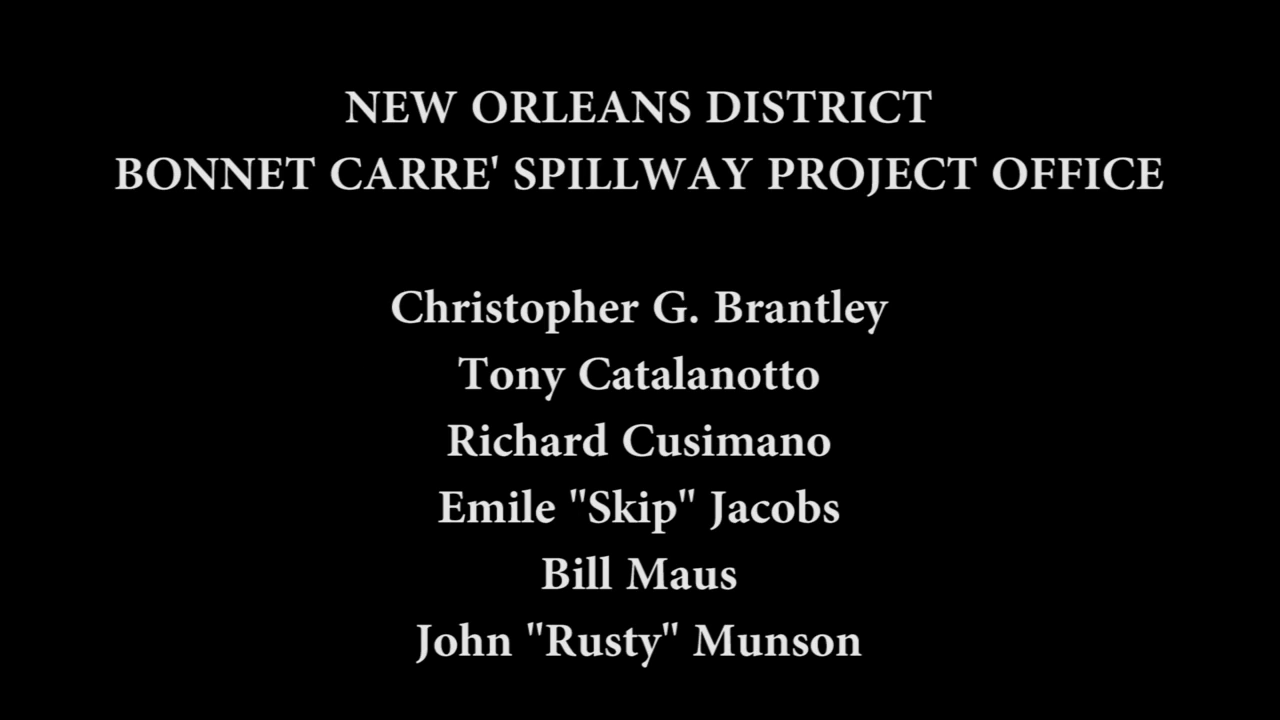 NEW ORLEANS DISTRICT
BONNET CARRE' SPILLWAY PROJECT OFFICE
Christopher G. Brantley
Tony Catalanotto
Richard Cusimano
Emile "Skip" Jacobs
Bill Maus
John "Rusty" Munson